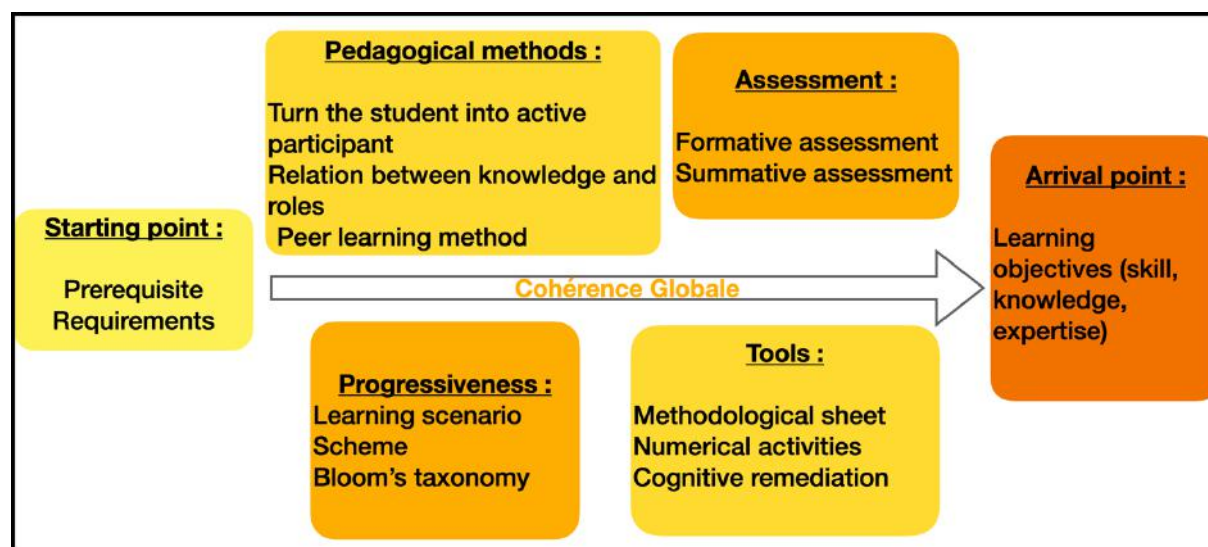 Pedagogical methods :
Turn the student into active
participant
Relation between knowledge and
roles
Peer learning method
Assessment :
Formative assessment
Summative assessment
Arrival point :
Learning
objectives (skill,
knowledge,
expertise)
Starting point :
Prerequisite
Requirements
Cohérence Globale
Progressiveness :
Learning scenario
Scheme
Bloom's taxonomy
Tools :
Methodological sheet
Numerical activities
Cognitive remediation